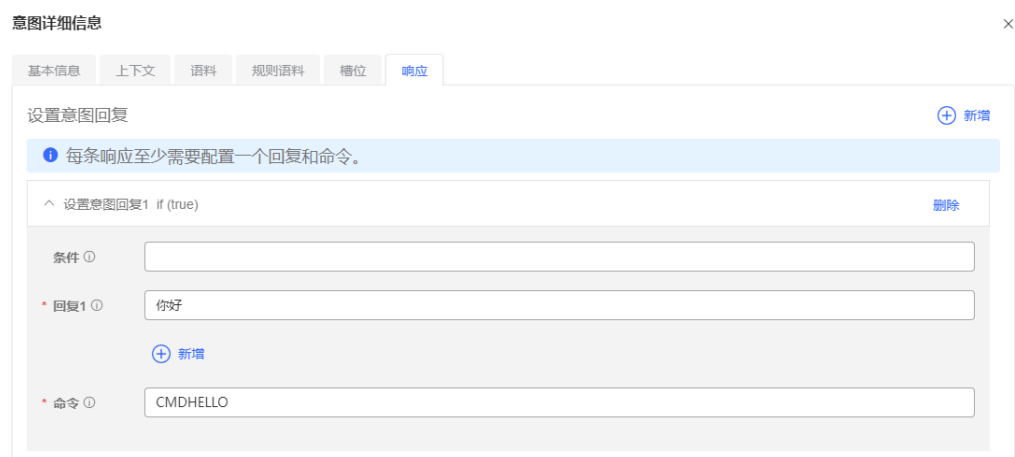 意图详细信息
基本信息 上下文 语料 规则语料 槽位 响应
设置意图回复 新增
每条响应至少需要配置一个回复和命令。
设置意图回复1 if (true) 删除
条件
* 回复1 你好
新增
* 命令 CMDHELLO